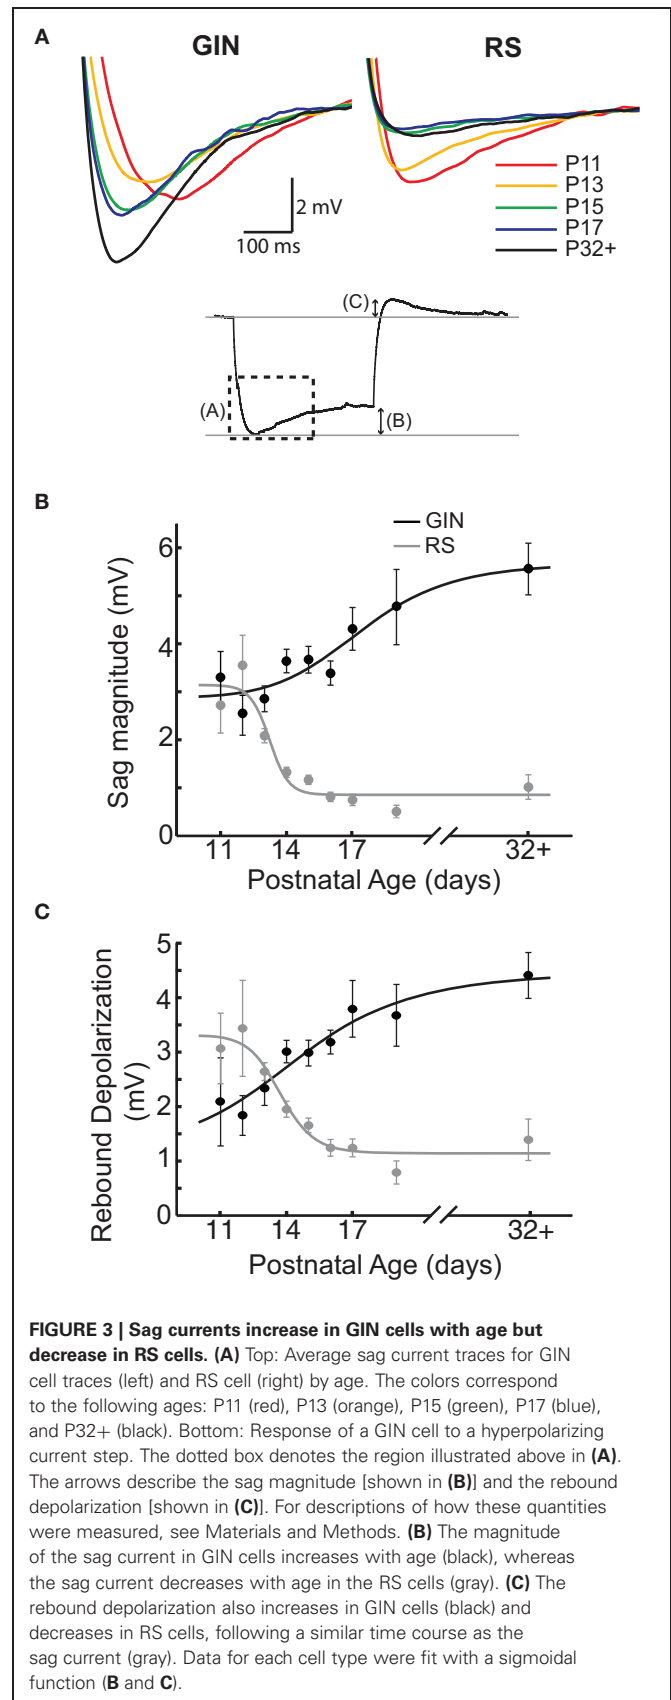 A
GIN
RS
2 mV
100 ms
P11
P13
P15
P17
P32+
(C)
(A)
(B)
B
GIN
RS
Sag magnitude (mV)
6
4
2
0
11
14
17
32+
Postnatal Age (days)
C
Rebound Depolarization
(mV)
5
4
3
2
1
0
11
14
17
32+
Postnatal Age (days)
FIGURE 3 | Sag currents increase in GIN cells with age but
decrease in RS cells. (A) Top: Average sag current traces for GIN
cell traces (left) and RS cell (right) by age. The colors correspond
to the following ages: P11 (red), P13 (orange), P15 (green), P17 (blue),
and P32+ (black). Bottom: Response of a GIN cell to a hyperpolarizing
current step. The dotted box denotes the region illustrated above in (A).
The arrows describe the sag magnitude [shown in (B)] and the rebound
depolarization [shown in (C)]. For descriptions of how these quantities
were measured, see Materials and Methods. (B) The magnitude
of the sag current in GIN cells increases with age (black), whereas
the sag current decreases with age in the RS cells (gray). (C) The
rebound depolarization also increases in GIN cells (black) and
decreases in RS cells, following a similar time course as the
sag current (gray). Data for each cell type were fit with a sigmoidal
function (B and C).